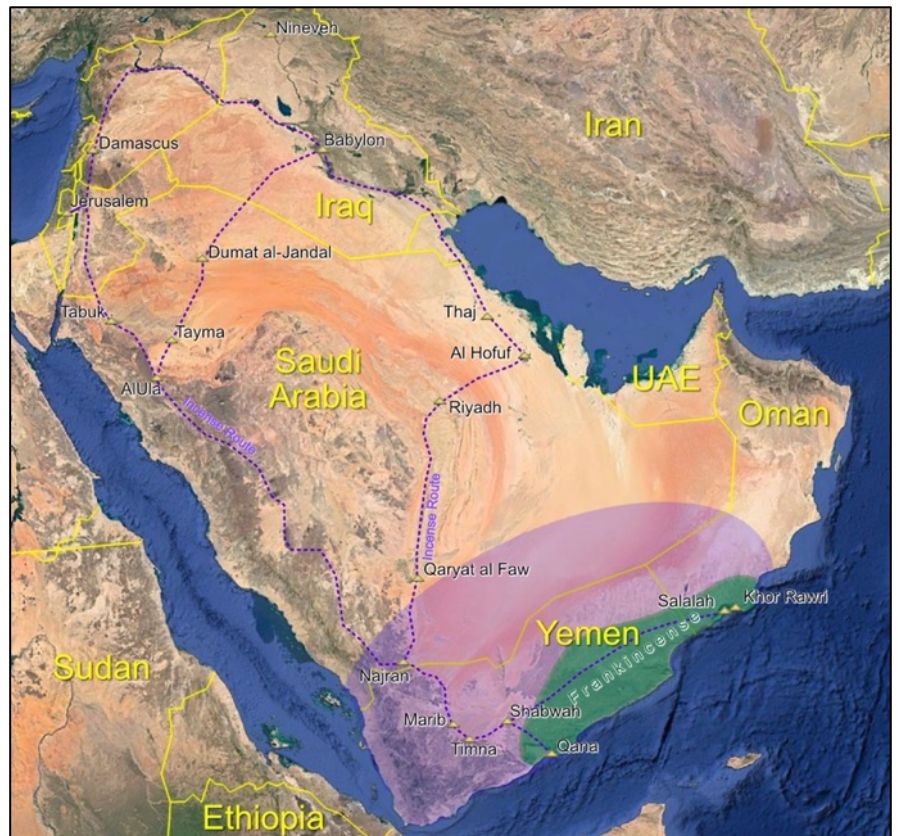 Nineveh
Iran
Damascus
Babylon
Jerusalem
Iraq
Dumat al-Jandal
Tabuk
Thaj
Tayma
Al Hofuf
Saudi
Arabia
UAE
AlUla
Riyadh
Oman
Incense Route
Incense Route
Qaryat al Faw
Salalah
Khor Rawri
Yemen
Frankincense
Sudan
Najran
Marib
Shabwah
Timna
Qana
Ethiopia